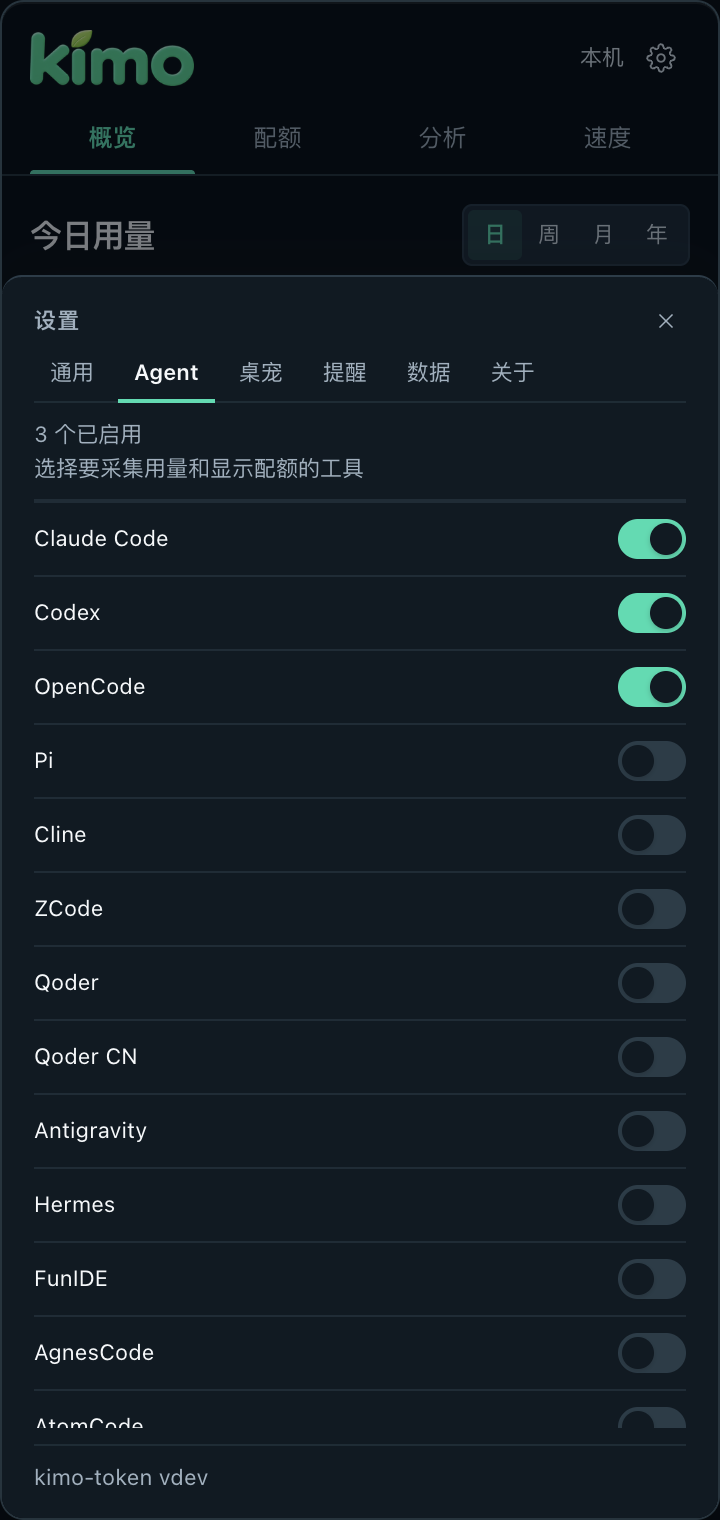 kimo
本机
概览 配额 分析 速度
今日用量
日 周 月 年
设置
通用 Agent 桌宠 提醒 数据 关于
3 个已启用
选择要采集用量和显示配额的工具
Claude Code
Codex
OpenCode
Pi
Cline
ZCode
Qoder
Qoder CN
Antigravity
Hermes
FunIDE
AgnesCode
AtomCode
kimo-token vdev